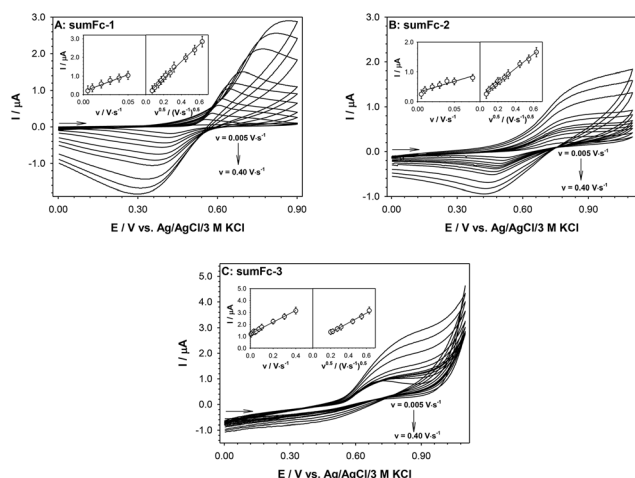 A: sumFc-1
3.0
2.0
1.0
0.0
-1.0
I / μA
3.0
2.0
1.0
0.0
I / μA
0.00 0.05
v / V·s⁻¹
0.0 0.2 0.4 0.6
v⁰·⁵ / (V·s⁻¹)⁰·⁵
v = 0.005 V·s⁻¹
v = 0.40 V·s⁻¹
0.00 0.30 0.60 0.90
E / V vs. Ag/AgCl/3 M KCl
B: sumFc-2
3.0
2.0
1.0
0.0
-1.0
I / μA
2.0
1.0
0.0
I / μA
0.00 0.05
v / V·s⁻¹
0.0 0.2 0.4 0.6
v⁰·⁵ / (V·s⁻¹)⁰·⁵
v = 0.005 V·s⁻¹
v = 0.40 V·s⁻¹
0.00 0.30 0.60 0.90
E / V vs. Ag/AgCl/3 M KCl
C: sumFc-3
5.0
4.0
3.0
2.0
1.0
0.0
-1.0
I / μA
5.0
4.0
3.0
2.0
1.0
0.0
I / μA
0.0 0.2 0.4
v / V·s⁻¹
0.0 0.2 0.4 0.6
v⁰·⁵ / (V·s⁻¹)⁰·⁵
v = 0.005 V·s⁻¹
v = 0.40 V·s⁻¹
0.00 0.30 0.60 0.90
E / V vs. Ag/AgCl/3 M KCl